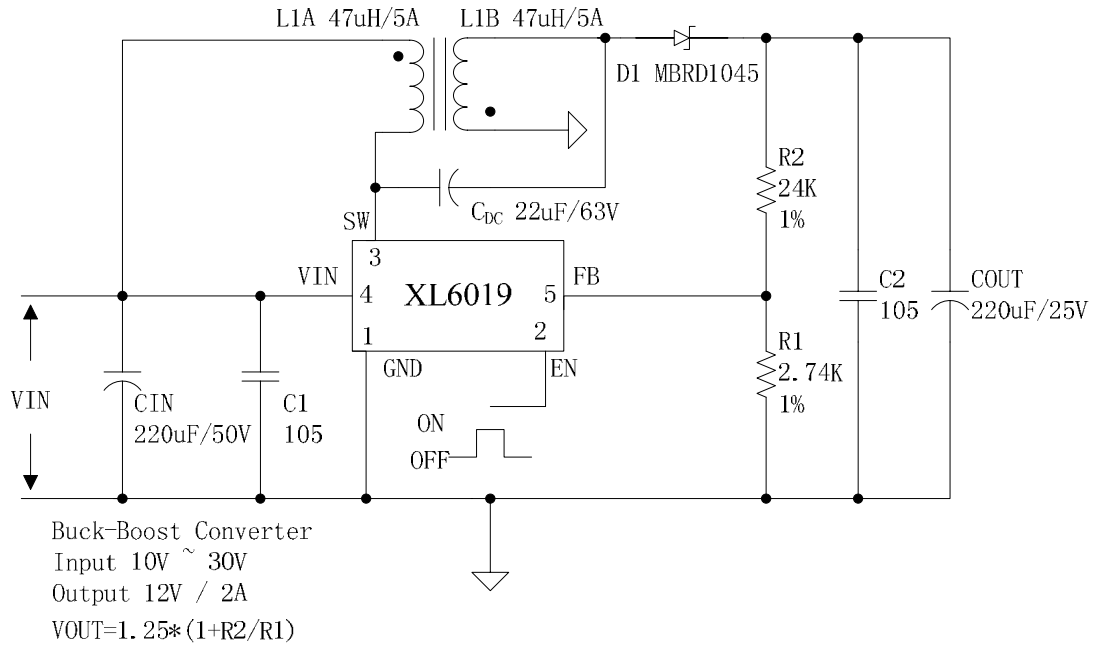 L1A 47uH/5A
L1B 47uH/5A
D1 MBRD1045
R2
24K
1%
CDC 22uF/63V
SW
3
VIN
FB
4
XL6019
5
C2
105
COUT
220uF/25V
1
2
R1
2.74K
1%
GND
EN
VIN
CIN
220uF/50V
C1
105
ON
OFF
Buck-Boost Converter
Input 10V ~ 30V
Output 12V / 2A
VOUT=1.25*(1+R2/R1)